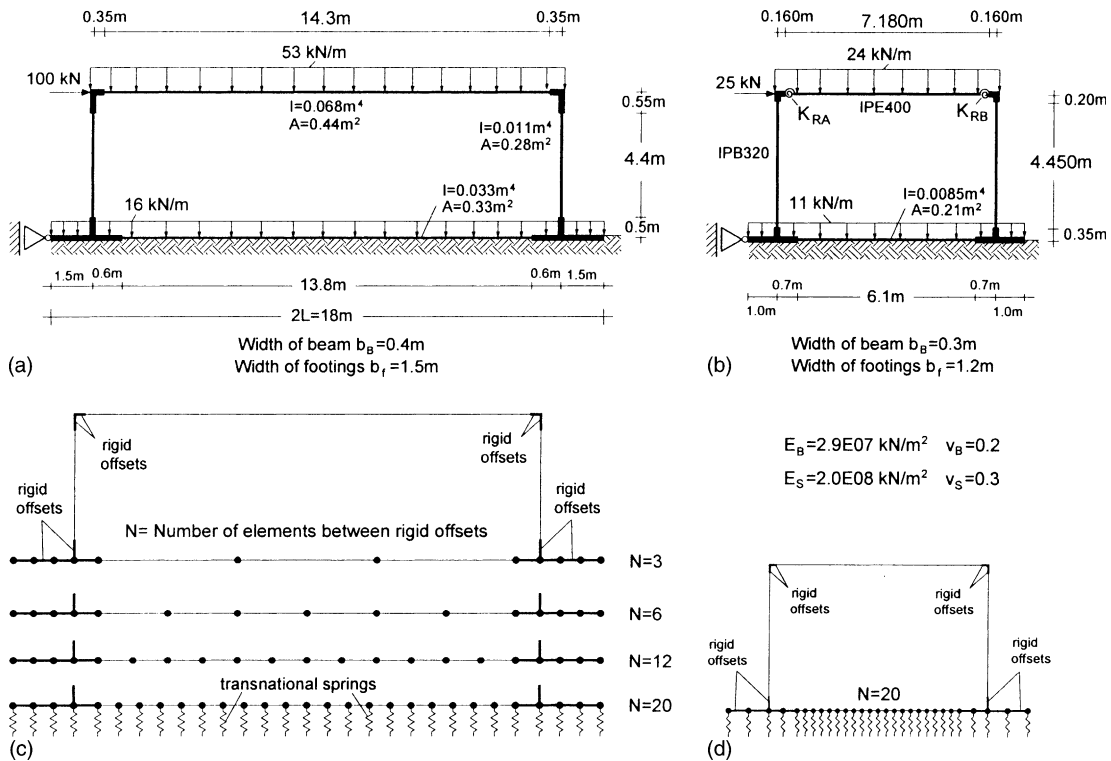 0.35m 14.3m 0.35m
53 kN/m
100 kN
I=0.068m⁴
A=0.44m²
I=0.011m⁴
A=0.28m²
0.55m
4.4m
0.5m
16 kN/m
I=0.033m⁴
A=0.33m²
1.5m 0.6m 13.8m 0.6m 1.5m
2L=18m
Width of beam b_B=0.4m
Width of footings b_f=1.5m
(a)
0.160m 7.180m 0.160m
24 kN/m
25 kN
K_RA
K_RB
IPE400
IPB320
0.20m
4.450m
0.35m
11 kN/m
I=0.0085m⁴
A=0.21m²
0.7m 6.1m 0.7m
1.0m 1.0m
Width of beam b_B=0.3m
Width of footings b_f=1.2m
(b)
rigid
offsets
rigid
offsets
rigid
offsets
rigid
offsets
N= Number of elements between rigid offsets
N=3
N=6
N=12
transnational springs
N=20
(c)
E_B=2.9E07 kN/m² v_B=0.2
E_S=2.0E08 kN/m² v_S=0.3
rigid
offsets
rigid
offsets
rigid
offsets
rigid
offsets
N=20
(d)